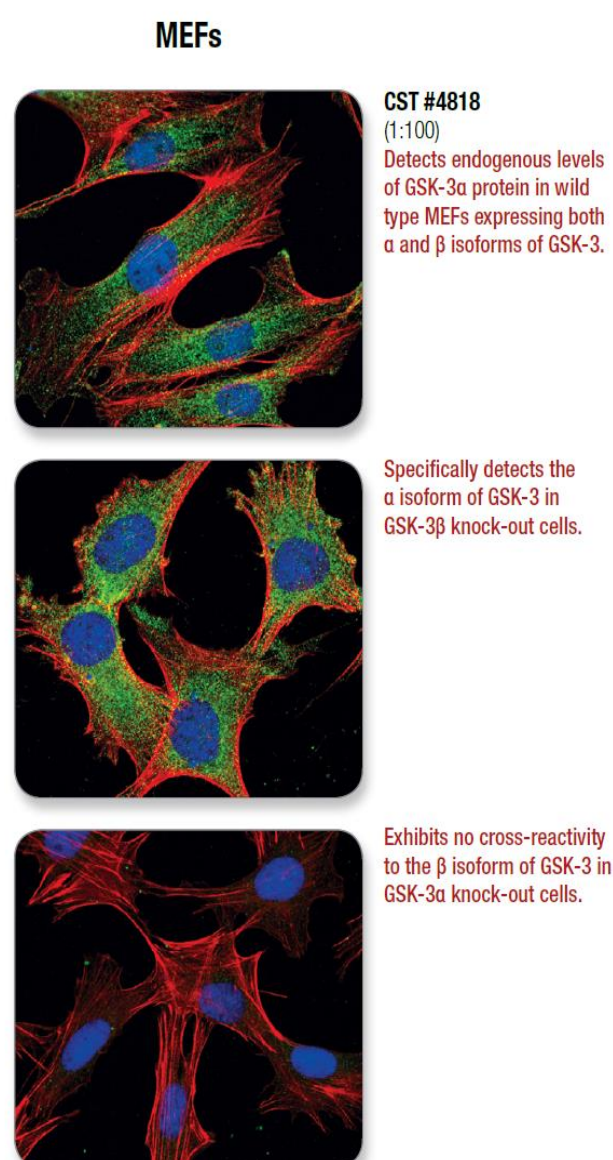 MEFs
CST #4818
(1:100)
Detects endogenous levels
of GSK-3α protein in wild
type MEFs expressing both
α and β isoforms of GSK-3.
Specifically detects the
α isoform of GSK-3 in
GSK-3β knock-out cells.
Exhibits no cross-reactivity
to the β isoform of GSK-3 in
GSK-3α knock-out cells.